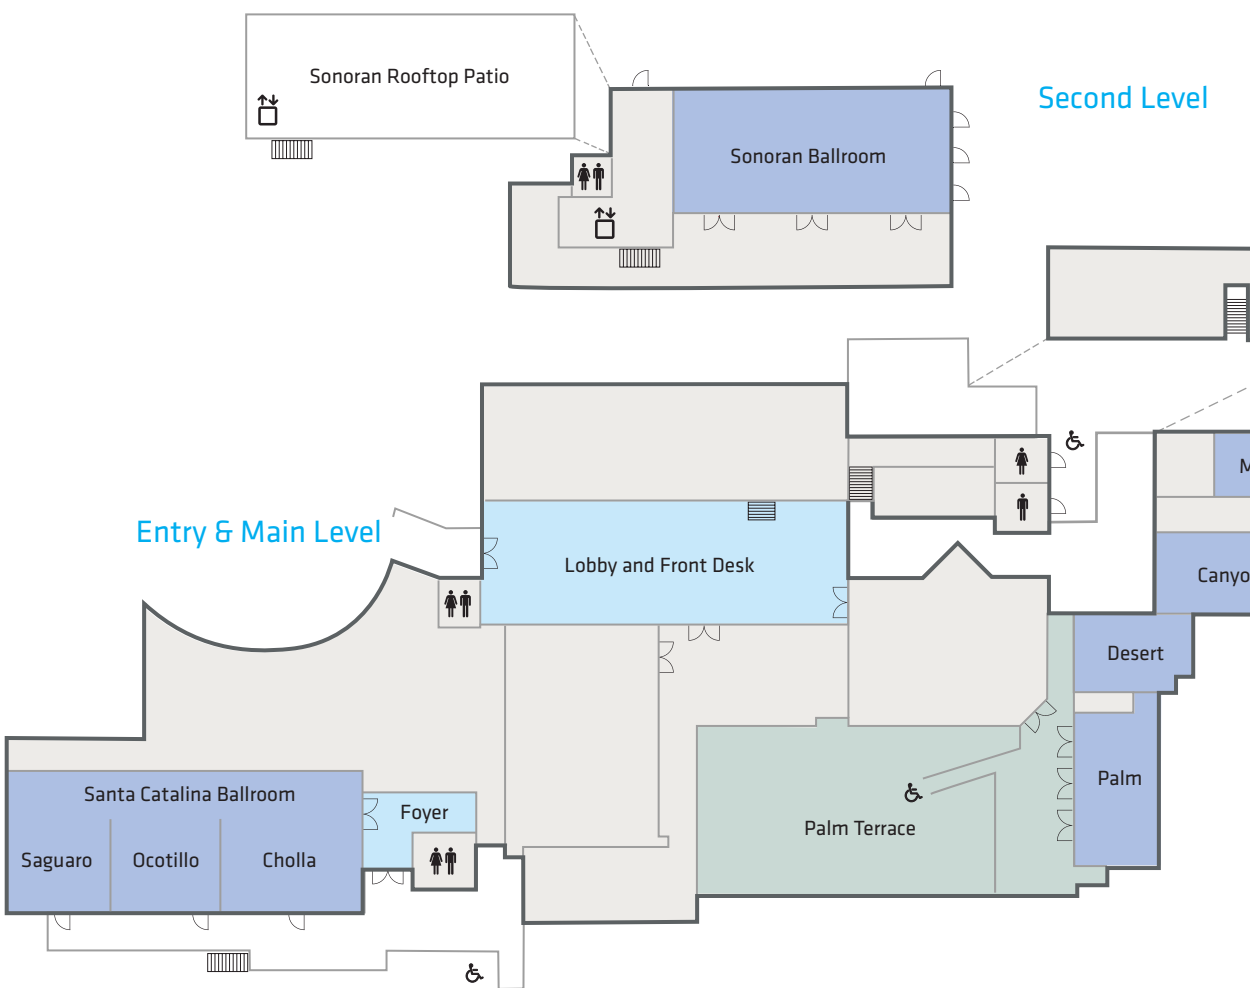 Sonoran Rooftop Patio
Second Level
Sonoran Ballroom
Entry & Main Level
Lobby and Front Desk
M
Canyo
Desert
Palm
Santa Catalina Ballroom
Foyer
Saguaro
Ocotillo
Cholla
Palm Terrace